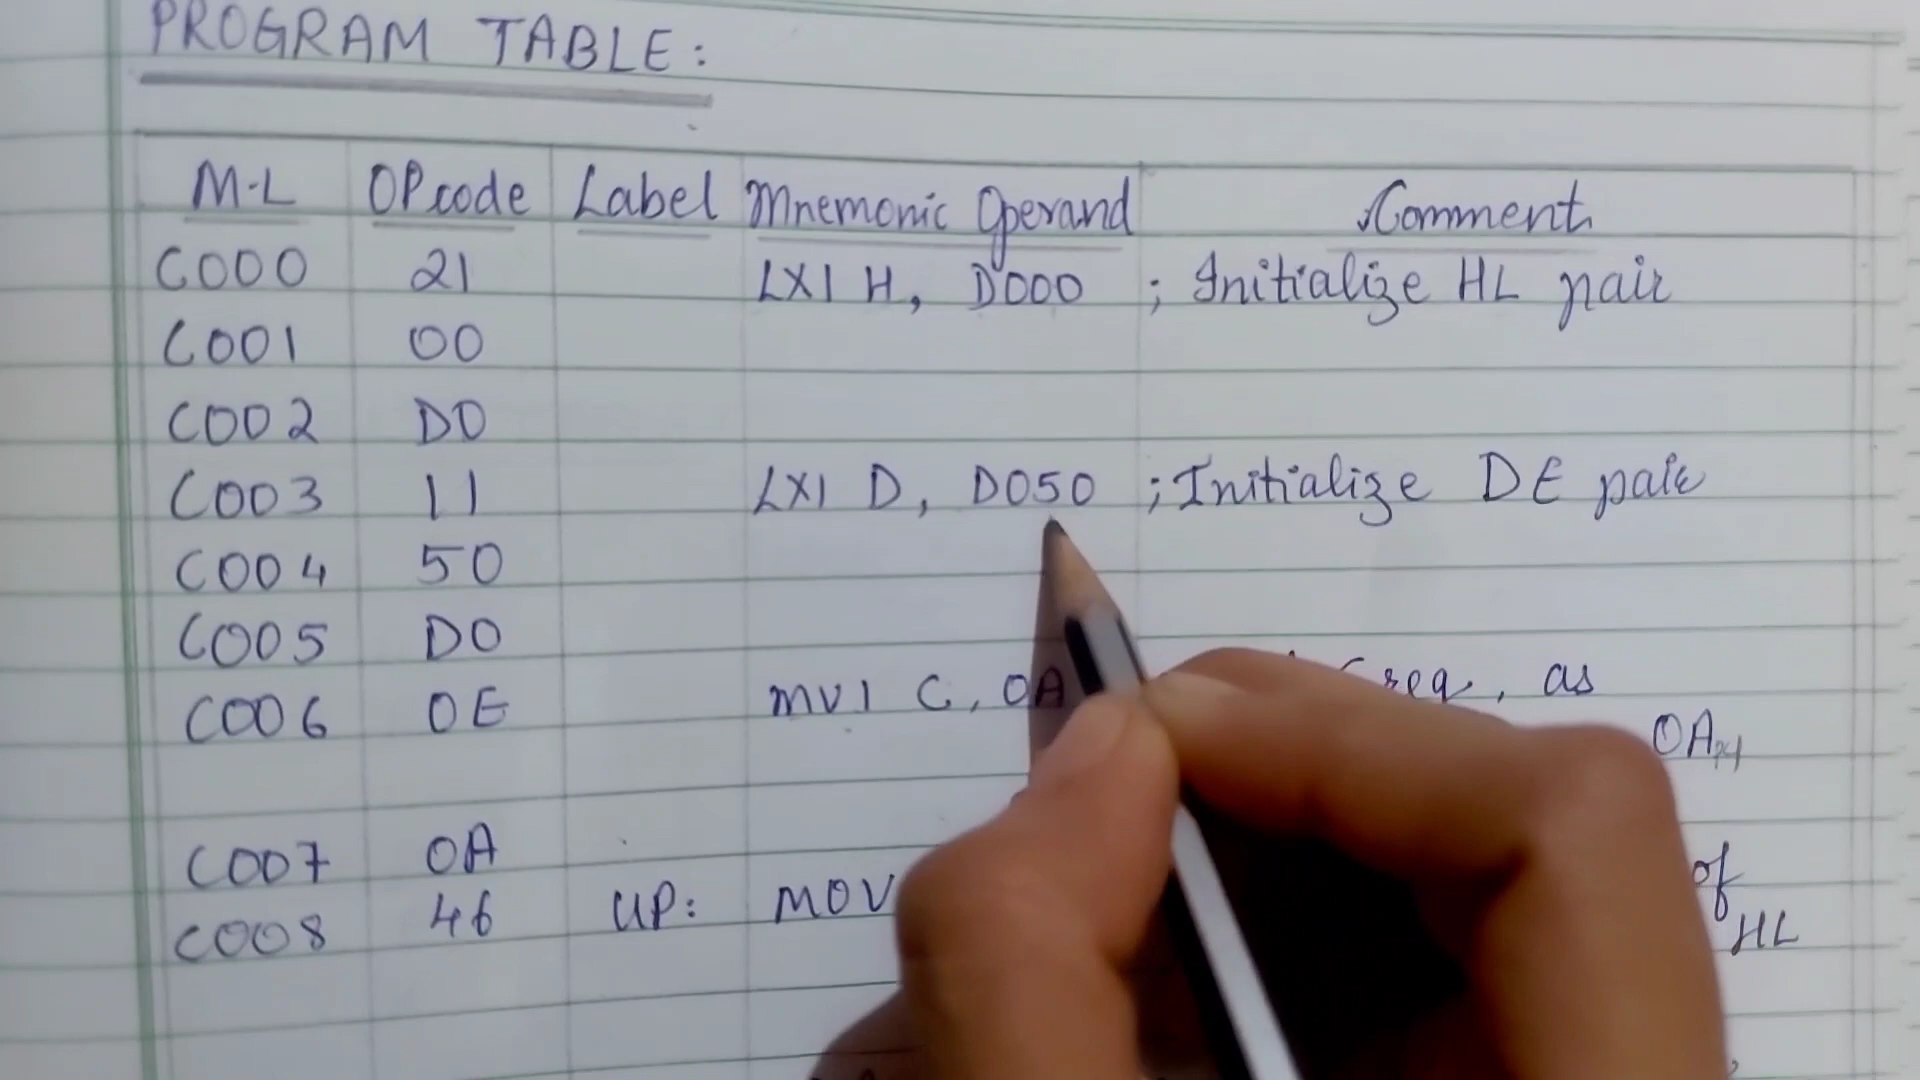 PROGRAM TABLE:
M-L OPcode Label Mnemonic Operand Comment
C000 21 LXI H, D000 ; Initialize HL pair
C001 00
C002 D0
C003 11 LXI D, D050 ; Initialize DE pair
C004 50
C005 D0
C006 0E MVI C, 0A reg, as
0AH
C007 0A
C008 46 UP: MOV of
HL